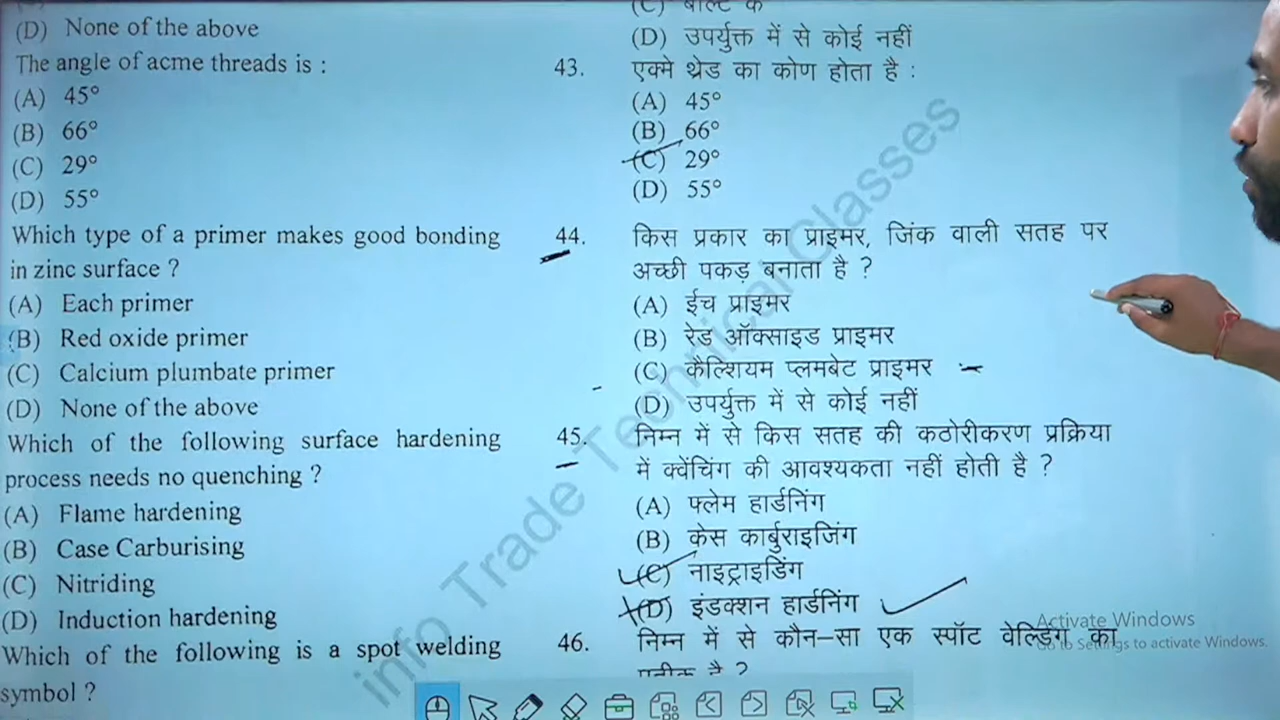 (D) None of the above
The angle of acme threads is :
(A) 45°
(B) 66°
(C) 29°
(D) 55°
Which type of a primer makes good bonding
in zinc surface ?
(A) Each primer
(B) Red oxide primer
(C) Calcium plumbate primer
(D) None of the above
Which of the following surface hardening
process needs no quenching ?
(A) Flame hardening
(B) Case Carburising
(C) Nitriding
(D) Induction hardening
Which of the following is a spot welding
symbol ?
(D) उपर्युक्त में से कोई नहीं
43. एक्मे थ्रेड का कोण होता है :
(A) 45°
(B) 66°
(C) 29°
(D) 55°
44. किस प्रकार का प्राइमर, जिंक वाली सतह पर
अच्छी पकड़ बनाता है ?
(A) ईच प्राइमर
(B) रेड ऑक्साइड प्राइमर
(C) कैल्शियम प्लमबेट प्राइमर
(D) उपर्युक्त में से कोई नहीं
45. निम्न में से किस सतह की कठोरीकरण प्रक्रिया
में क्वेंचिंग की आवश्यकता नहीं होती है ?
(A) फ्लेम हार्डनिंग
(B) केस कार्बुराइजिंग
(C) नाइट्राइडिंग
(D) इंडक्शन हार्डनिंग
46. निम्न में से कौन–सा एक स्पॉट वेल्डिंग का
info Trade Technical Classes
Activate Windows
Go to Settings to activate Windows.